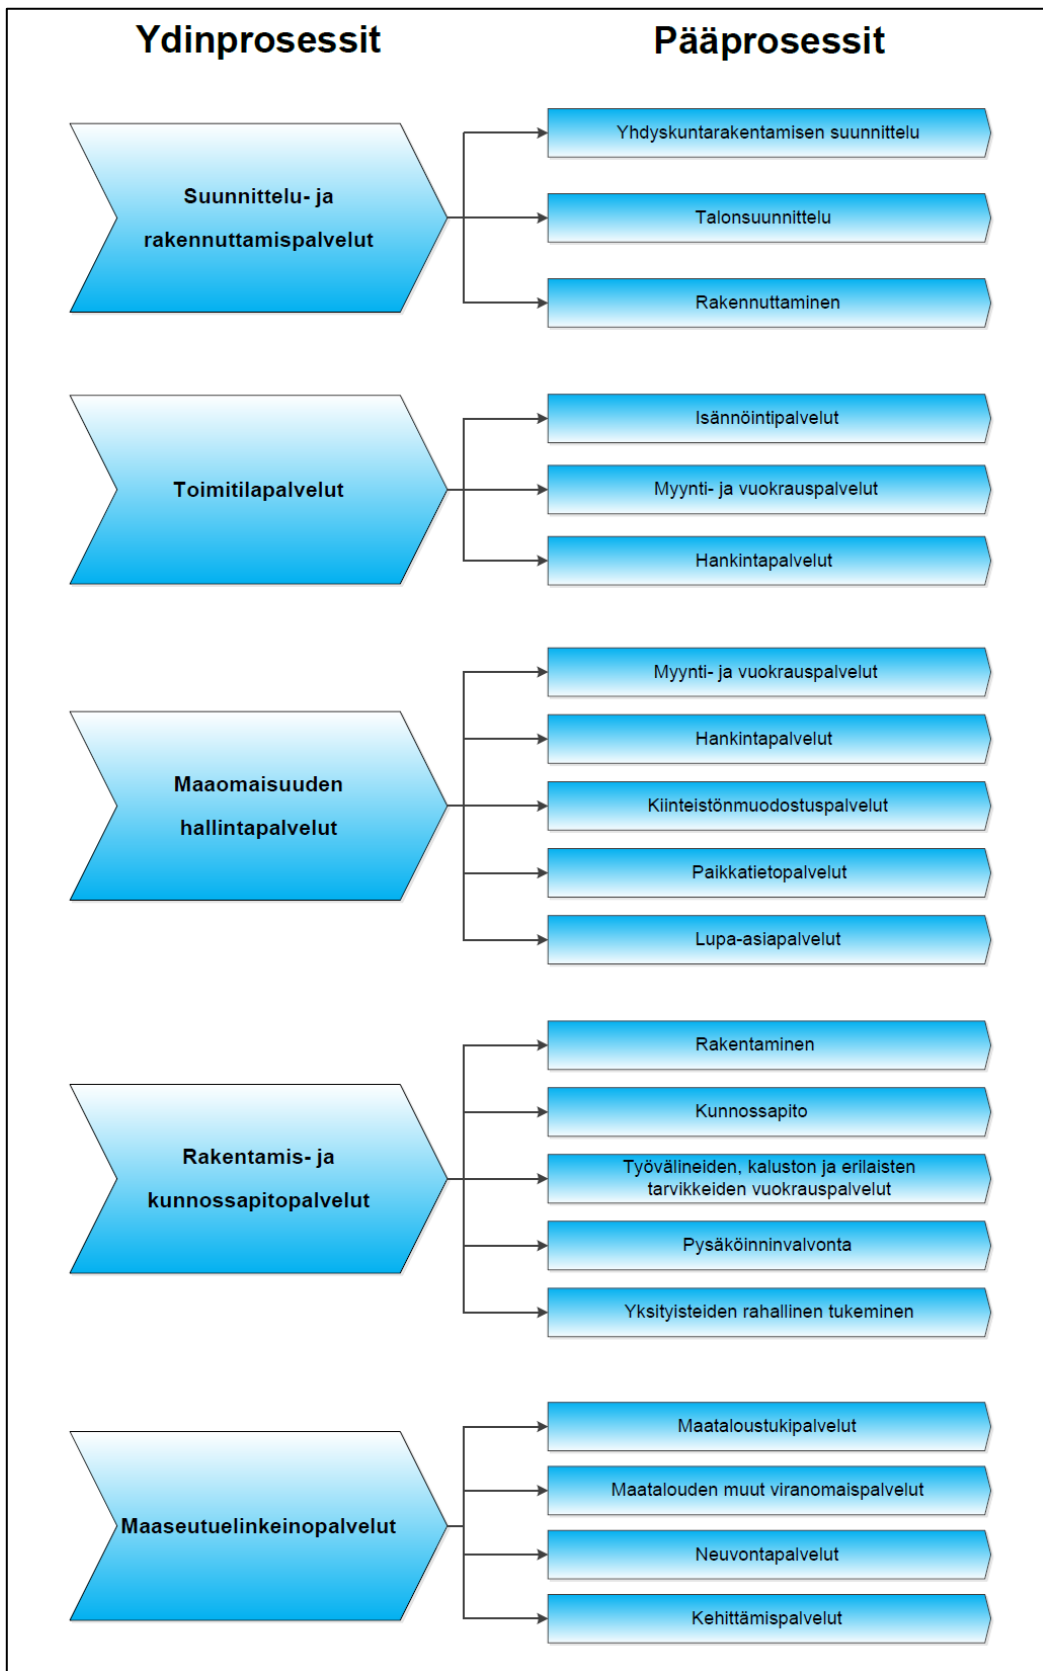 Ydinprosessit
Pääprosessit
Suunnittelu- ja
rakennuttamispalvelut
Yhdyskuntarakentamisen suunnittelu
Talonsuunnittelu
Rakennuttaminen
Toimitilapalvelut
Isännöintipalvelut
Myynti- ja vuokrauspalvelut
Hankintapalvelut
Maaomaisuuden
hallintapalvelut
Myynti- ja vuokrauspalvelut
Hankintapalvelut
Kiinteistönmuodostuspalvelut
Paikkatietopalvelut
Lupa-asiapalvelut
Rakentamis- ja
kunnossapitopalvelut
Rakentaminen
Kunnossapito
Työvälineiden, kaluston ja erilaisten
tarvikkeiden vuokrauspalvelut
Pysäköinninvalvonta
Yksityisteiden rahallinen tukeminen
Maaseutuelinkeinopalvelut
Maataloustukipalvelut
Maatalouden muut viranomaispalvelut
Neuvontapalvelut
Kehittämispalvelut